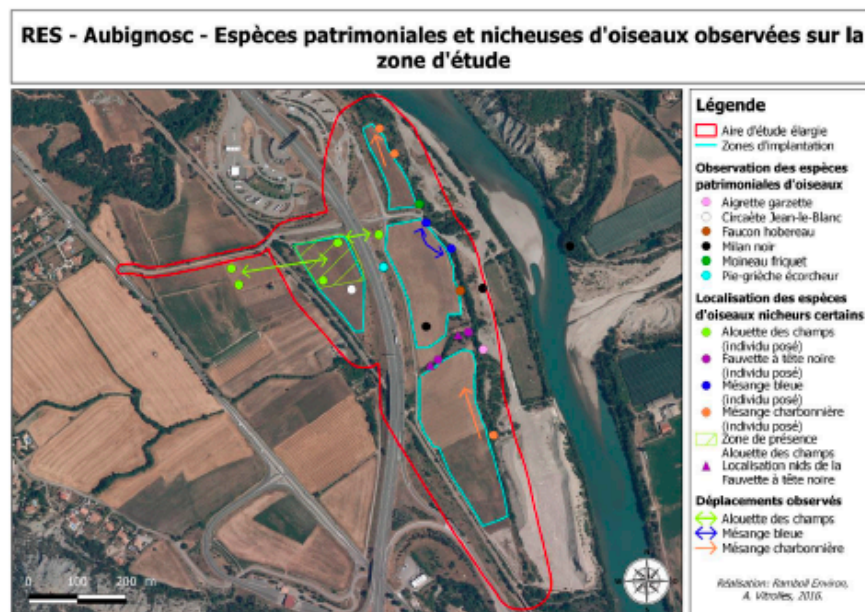 RES - Aubignosc - Espèces patrimoniales et nicheuses d'oiseaux observées sur la
zone d'étude
Légende
Aire d'étude élargie
Zones d'implantation
Observation des espèces
patrimoniales d'oiseaux
Aigrette garzette
Circaète Jean-le-Blanc
Faucon hobereau
Milan noir
Moineau friquet
Pie-grièche écorcheur
Localisation des espèces
d'oiseaux nicheurs certains
Alouette des champs
(individu posé)
Fauvette à tête noire
(individu posé)
Mésange bleue
(individu posé)
Mésange charbonnière
(individu posé)
Zone de présence
Alouette des champs
Localisation nids de la
Fauvette à tête noire
Déplacements observés
Alouette des champs
Mésange bleue
Mésange charbonnière
0 100 200 m
Réalisation: Ramboll Environ,
A. Vitrolles, 2016.